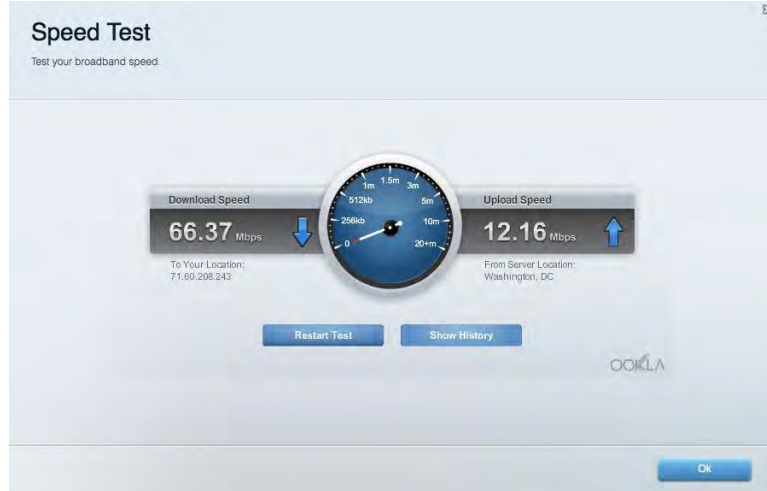 Speed Test
Test your broadband speed.
Download Speed
66.37 Mbps
To Your Location:
71.60.208.243
0
256kb
512kb
1m
1.5m
3m
5m
10m
20+m
Upload Speed
12.16 Mbps
From Server Location:
Washington, DC
Restart Test
Show History
OOKLA
Ok